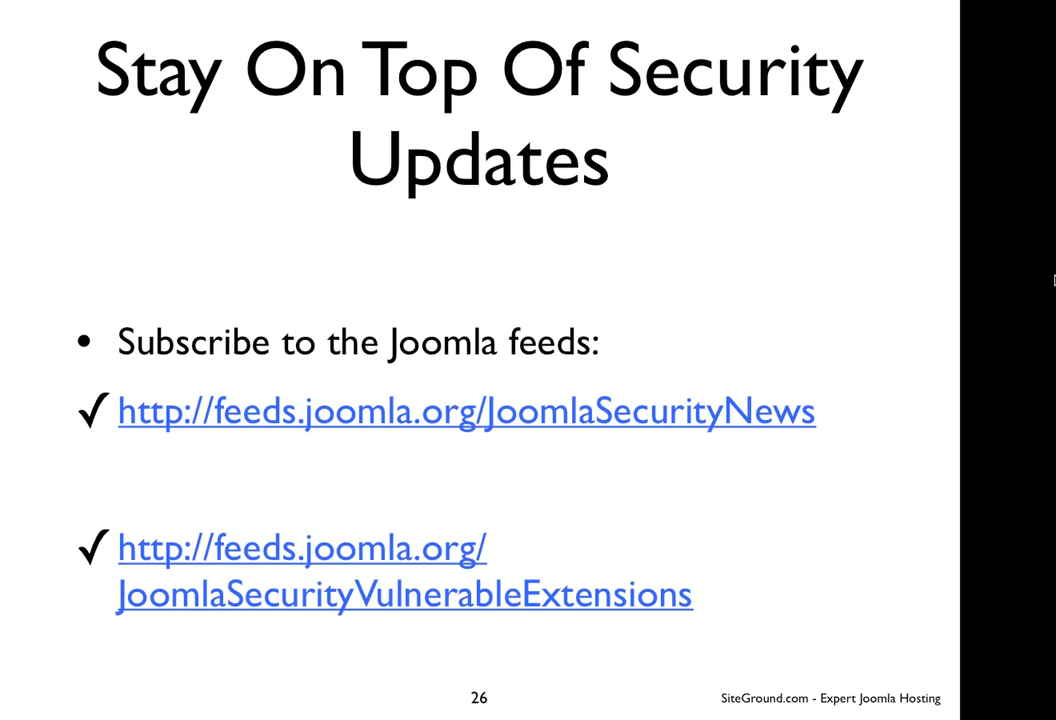 Stay On Top Of Security
Updates
• Subscribe to the Joomla feeds:
✓ http://feeds.joomla.org/JoomlaSecurityNews
✓ http://feeds.joomla.org/
JoomlaSecurityVulnerableExtensions
26
SiteGround.com - Expert Joomla Hosting